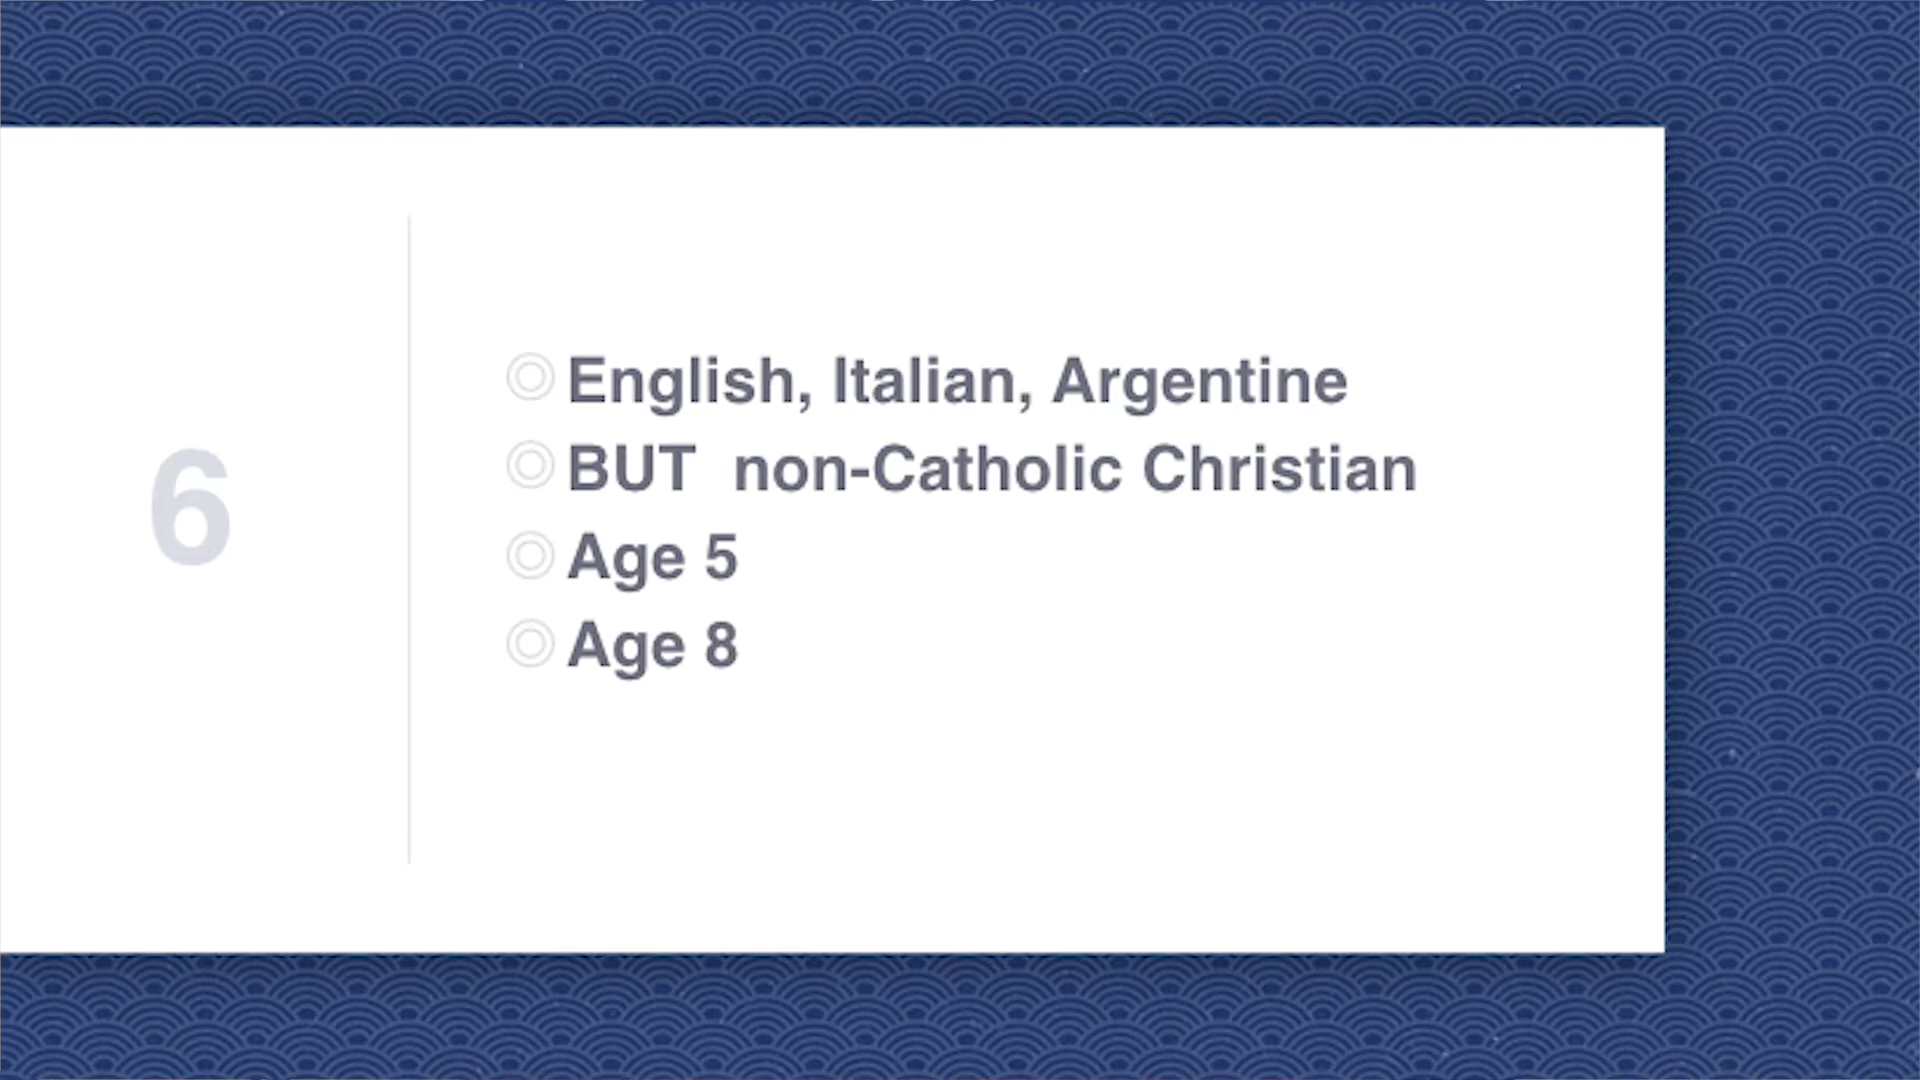 6
English, Italian, Argentine
BUT  non-Catholic Christian
Age 5
Age 8